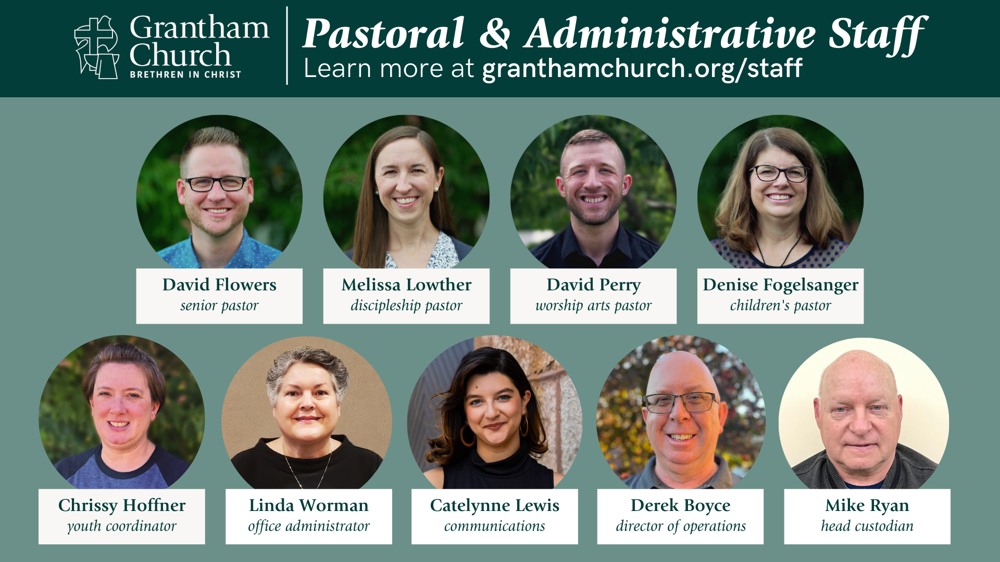 Grantham
Church
BRETHREN IN CHRIST
Pastoral & Administrative Staff
Learn more at granthamchurch.org/staff
David Flowers
senior pastor
Melissa Lowther
discipleship pastor
David Perry
worship arts pastor
Denise Fogelsanger
children's pastor
Chrissy Hoffner
youth coordinator
Linda Worman
office administrator
Catelynne Lewis
communications
Derek Boyce
director of operations
Mike Ryan
head custodian